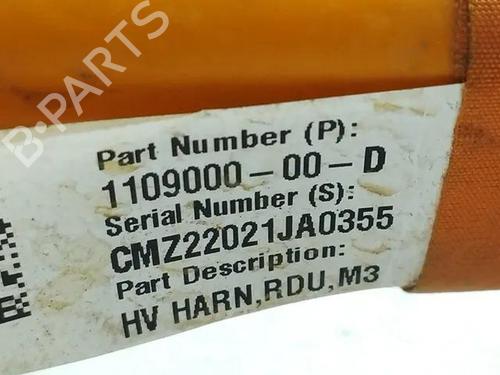 B-PARTS
Part Number (P):
1109000-00-D
Serial Number (S):
CMZ22021JA0355
Part Description:
HV HARN,RDU,M3